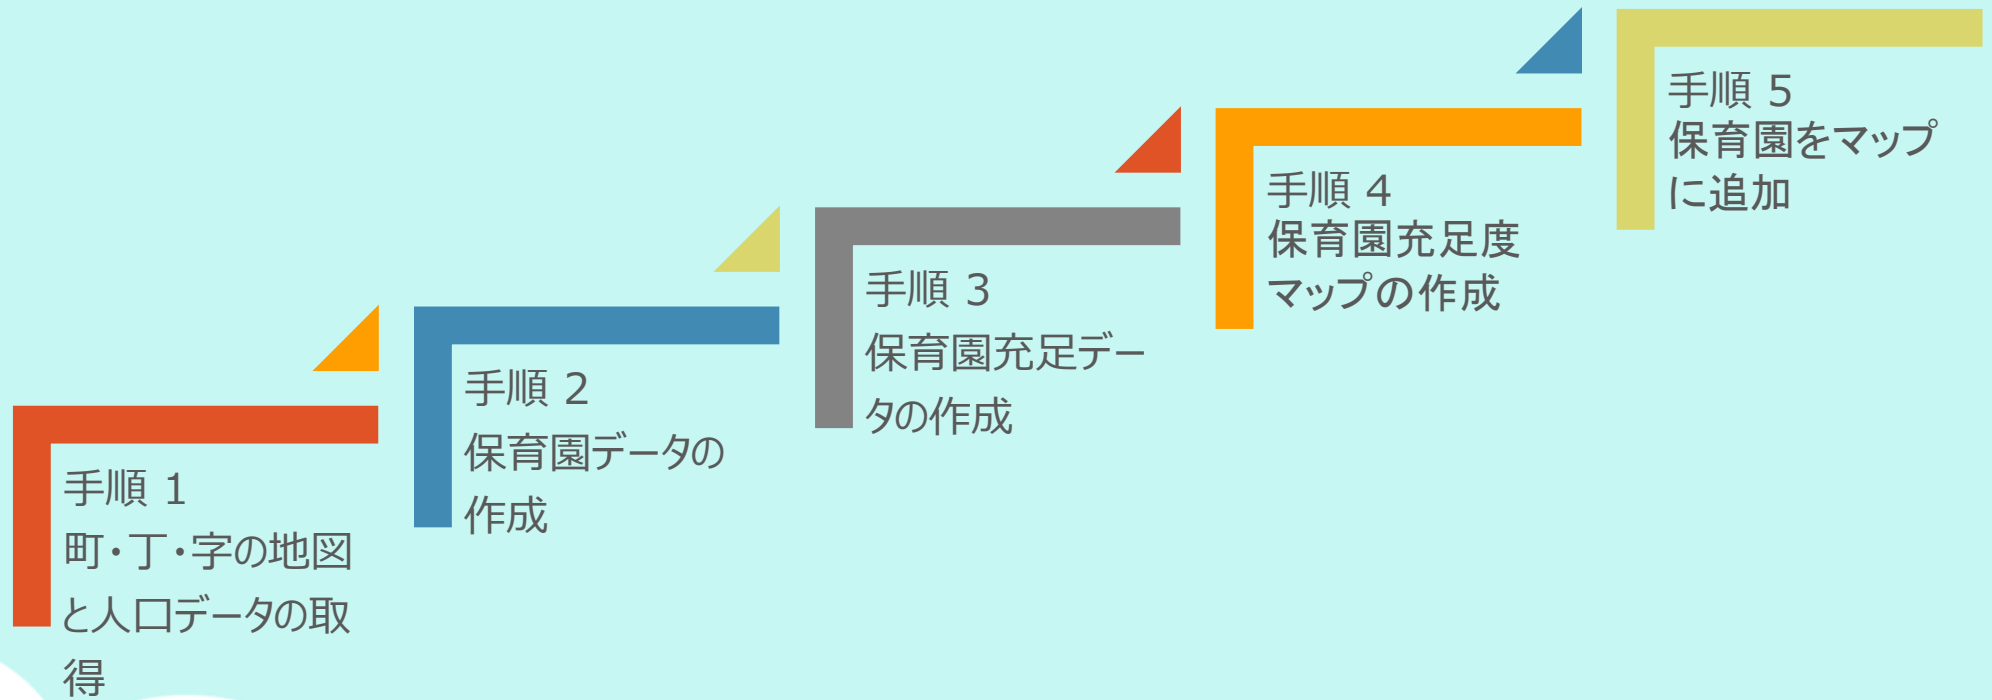 手順 1
町・丁・字の地図
と人口データの取
得
手順 2
保育園データの
作成
手順 3
保育園充足デー
タの作成
手順 4
保育園充足度
マップの作成
手順 5
保育園をマップ
に追加